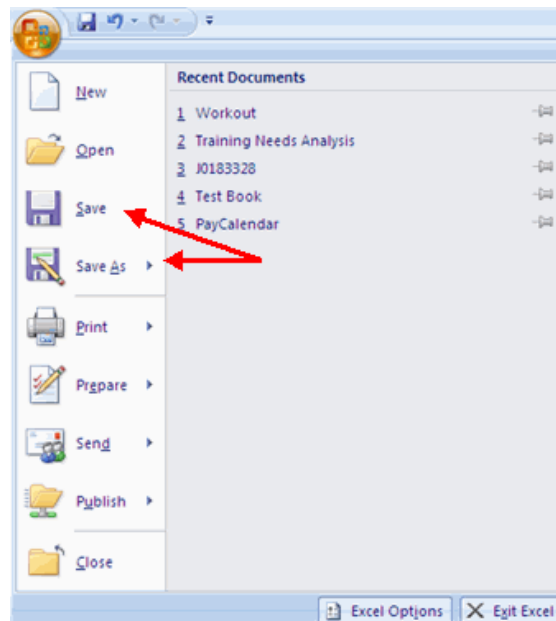 New
Open
Save
Save As
Print
Prepare
Send
Publish
Close
Recent Documents
1 Workout
2 Training Needs Analysis
3 J0183328
4 Test Book
5 PayCalendar
Excel Options
Exit Excel